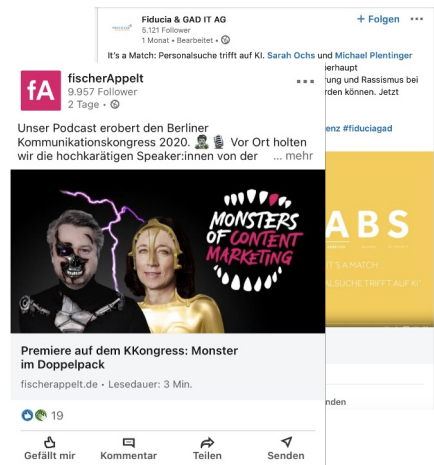 Fiducia & GAD IT AG
5.121 Follower
1 Monat • Bearbeitet •
+ Folgen
It's a Match: Personalsuche trifft auf KI. Sarah Ochs und Michael Plentinger
rung und Rassismus bei
rden können. Jetzt
enz #fiduciagad
ABS
IT'S A MATCH
ALSUCHE TRIFFT AUF KI"
nden
fA
fischerAppelt
9.957 Follower
2 Tage •
Unser Podcast erobert den Berliner
Kommunikationskongress 2020. Vor Ort holten
wir die hochkarätigen Speaker:innen von der ... mehr
MONSTERS
OF CONTENT
MARKETING
Premiere auf dem KKongress: Monster
im Doppelpack
fischerappelt.de • Lesedauer: 3 Min.
19
Gefällt mir Kommentar Teilen Senden